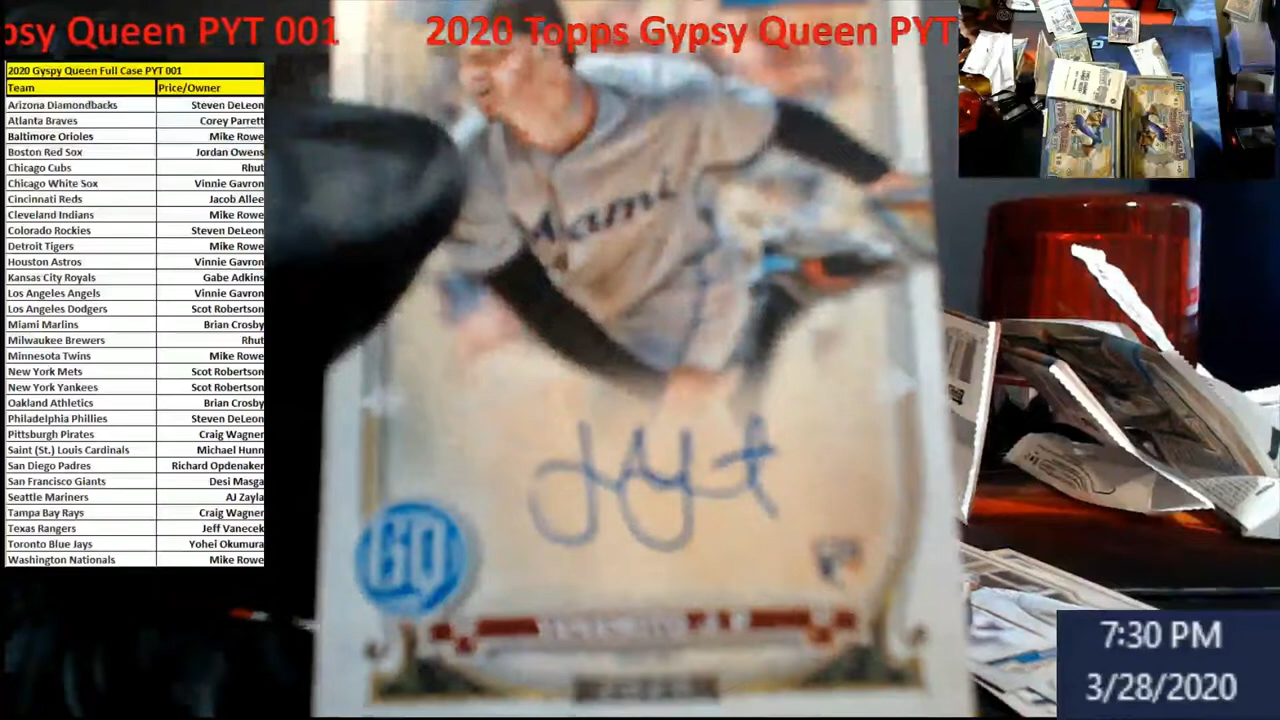 psy Queen PYT 001
2020 Topps Gypsy Queen PYT
2020 Gyspy Queen Full Case PYT 001
Team Price/Owner
Arizona Diamondbacks Steven DeLeon
Atlanta Braves Corey Parrett
Baltimore Orioles Mike Rowe
Boston Red Sox Jordan Owens
Chicago Cubs Rhut
Chicago White Sox Vinnie Gavron
Cincinnati Reds Jacob Allee
Cleveland Indians Mike Rowe
Colorado Rockies Steven DeLeon
Detroit Tigers Mike Rowe
Houston Astros Vinnie Gavron
Kansas City Royals Gabe Adkins
Los Angeles Angels Vinnie Gavron
Los Angeles Dodgers Scot Robertson
Miami Marlins Brian Crosby
Milwaukee Brewers Rhut
Minnesota Twins Mike Rowe
New York Mets Scot Robertson
New York Yankees Scot Robertson
Oakland Athletics Brian Crosby
Philadelphia Phillies Steven DeLeon
Pittsburgh Pirates Craig Wagner
Saint (St.) Louis Cardinals Michael Hunn
San Diego Padres Richard Opdenaker
San Francisco Giants Desi Masga
Seattle Mariners AJ Zayla
Tampa Bay Rays Craig Wagner
Texas Rangers Jeff Vanecek
Toronto Blue Jays Yohei Okumura
Washington Nationals Mike Rowe
Miami
GQ
7:30 PM
3/28/2020